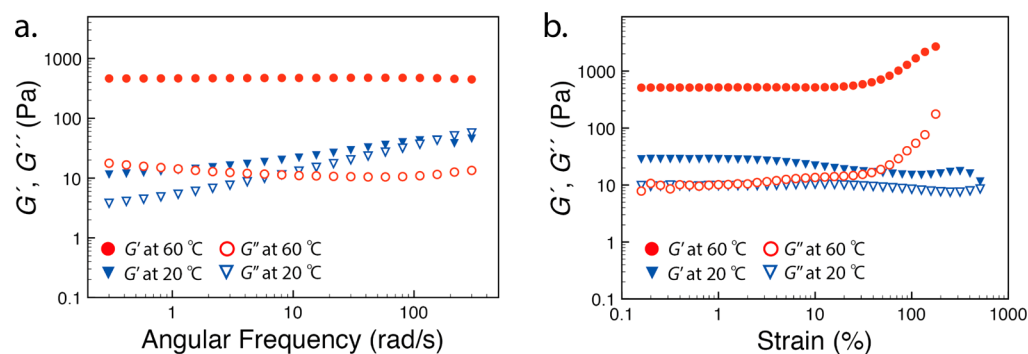 a.
G′, G′′ (Pa)
1000
100
10
1
0.1
G′ at 60 ℃ G″ at 60 ℃
G′ at 20 ℃ G″ at 20 ℃
1 10 100
Angular Frequency (rad/s)
b.
G′, G′′ (Pa)
1000
100
10
1
0.1
G′ at 60 ℃ G″ at 60 ℃
G′ at 20 ℃ G″ at 20 ℃
0.1 1 10 100 1000
Strain (%)